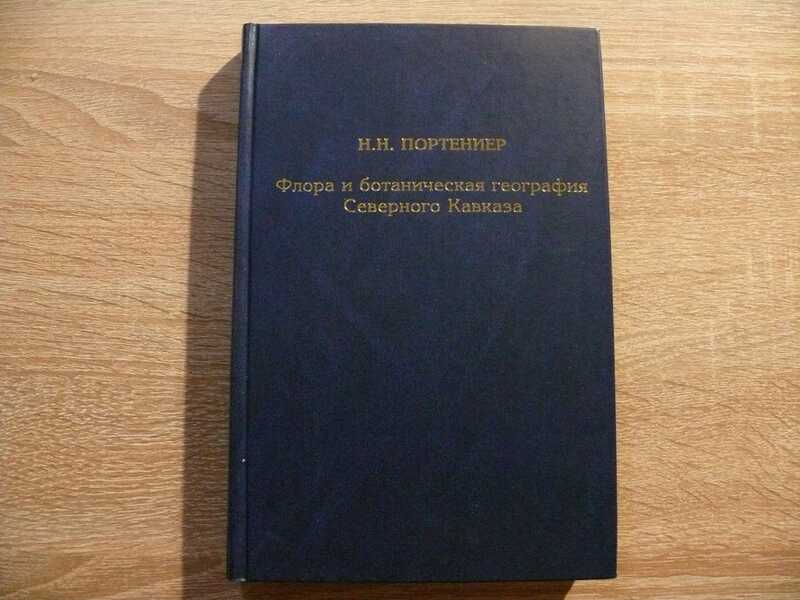 Н.Н. ПОРТЕНИЕР
Флора и ботаническая география
Северного Кавказа